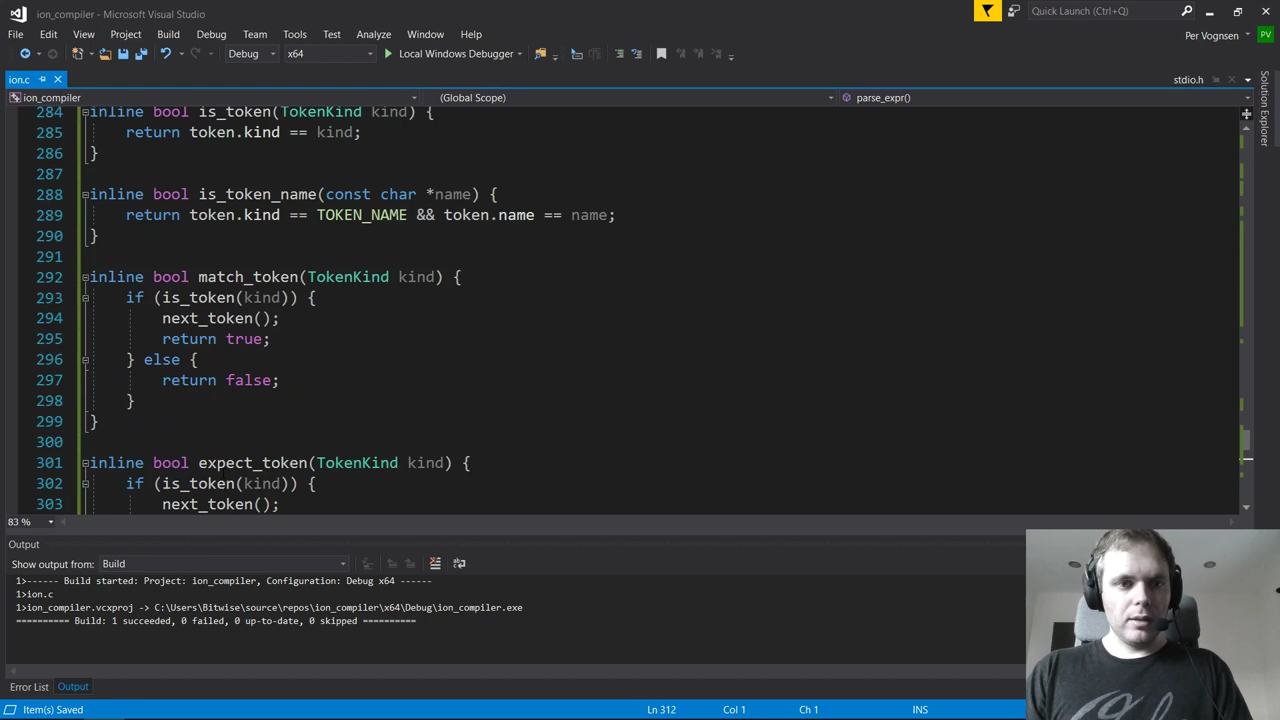 ion_compiler - Microsoft Visual Studio
Quick Launch (Ctrl+Q)
File Edit View Project Build Debug Team Tools Test Analyze Window Help
Per Vognsen
PV
Debug
x64
Local Windows Debugger
ion.c
stdio.h
ion_compiler
(Global Scope)
parse_expr()
Solution Explorer
284 inline bool is_token(TokenKind kind) {
285 return token.kind == kind;
286 }
287
288 inline bool is_token_name(const char *name) {
289 return token.kind == TOKEN_NAME && token.name == name;
290 }
291
292 inline bool match_token(TokenKind kind) {
293 if (is_token(kind)) {
294 next_token();
295 return true;
296 } else {
297 return false;
298 }
299 }
300
301 inline bool expect_token(TokenKind kind) {
302 if (is_token(kind)) {
303 next_token();
83 %
Output
Show output from: Build
1>------ Build started: Project: ion_compiler, Configuration: Debug x64 ------
1>ion.c
1>ion_compiler.vcxproj -> C:\Users\Bitwise\source\repos\ion_compiler\x64\Debug\ion_compiler.exe
========== Build: 1 succeeded, 0 failed, 0 up-to-date, 0 skipped ==========
Error List Output
Item(s) Saved
Ln 312
Col 1
Ch 1
INS